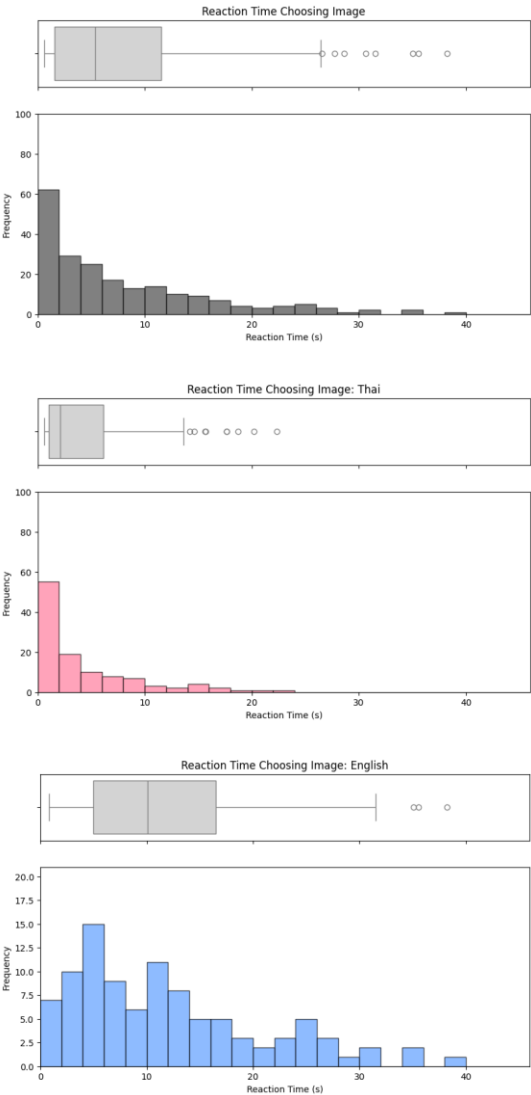 Reaction Time Choosing Image
100
80
60
40
20
0
Frequency
0 10 20 30 40
Reaction Time (s)
Reaction Time Choosing Image: Thai
100
80
60
40
20
0
Frequency
0 10 20 30 40
Reaction Time (s)
Reaction Time Choosing Image: English
20.0
17.5
15.0
12.5
10.0
7.5
5.0
2.5
0.0
Frequency
0 10 20 30 40
Reaction Time (s)